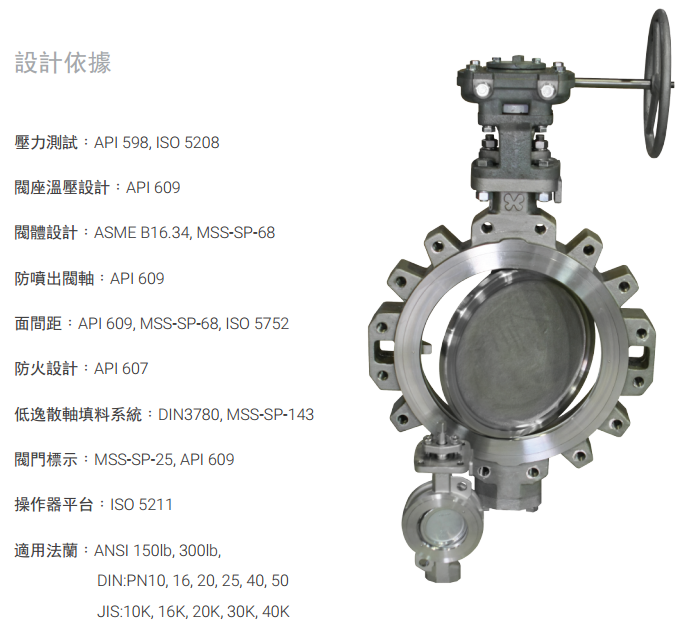 設計依據
壓力測試：API 598, ISO 5208
閥座溫壓設計：API 609
閥體設計：ASME B16.34, MSS-SP-68
防噴出閥軸：API 609
面間距：API 609, MSS-SP-68, ISO 5752
防火設計：API 607
低逸散軸填料系統：DIN3780, MSS-SP-143
閥門標示：MSS-SP-25, API 609
操作器平台：ISO 5211
適用法蘭：ANSI 150lb, 300lb,
DIN:PN10, 16, 20, 25, 40, 50
JIS:10K, 16K, 20K, 30K, 40K